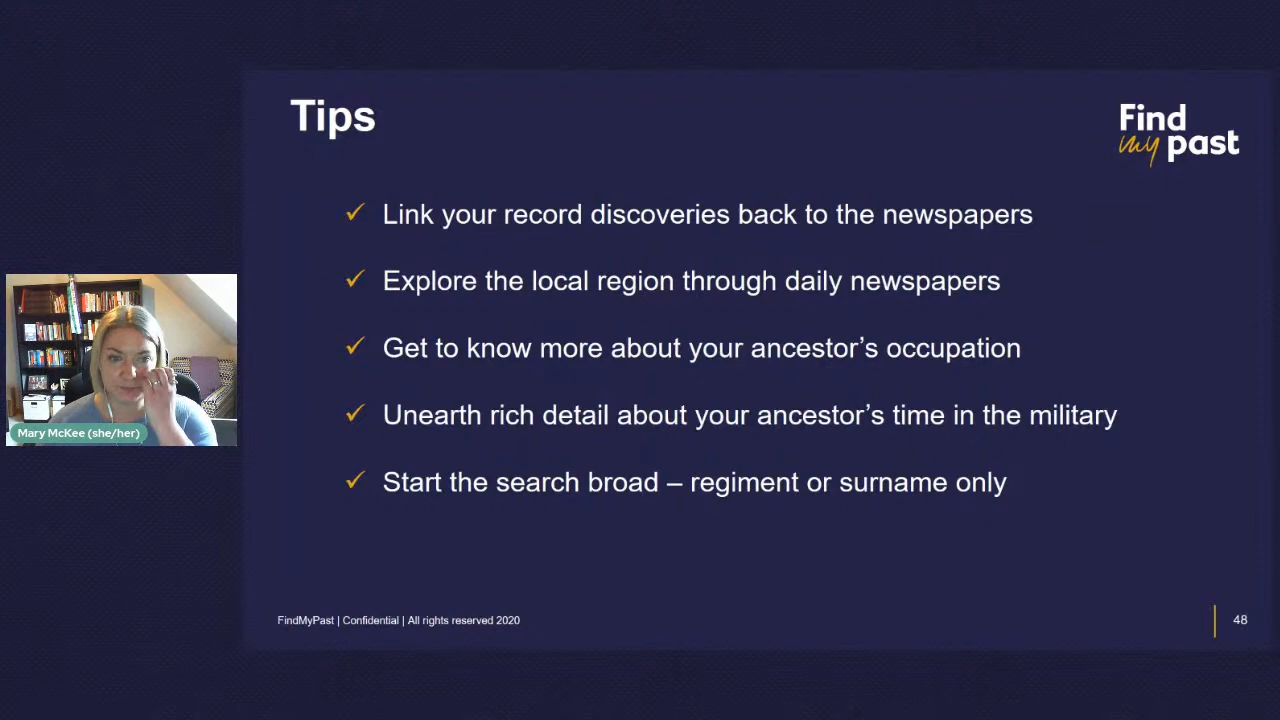 Tips
Find
my past
Link your record discoveries back to the newspapers
Explore the local region through daily newspapers
Get to know more about your ancestor’s occupation
Unearth rich detail about your ancestor’s time in the military
Start the search broad – regiment or surname only
Mary McKee (she/her)
FindMyPast | Confidential | All rights reserved 2020
48